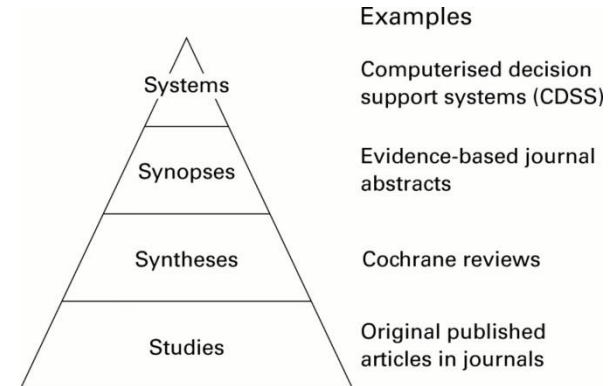 Examples
Systems
Computerised decision
support systems (CDSS)
Synopses
Evidence-based journal
abstracts
Syntheses
Cochrane reviews
Studies
Original published
articles in journals